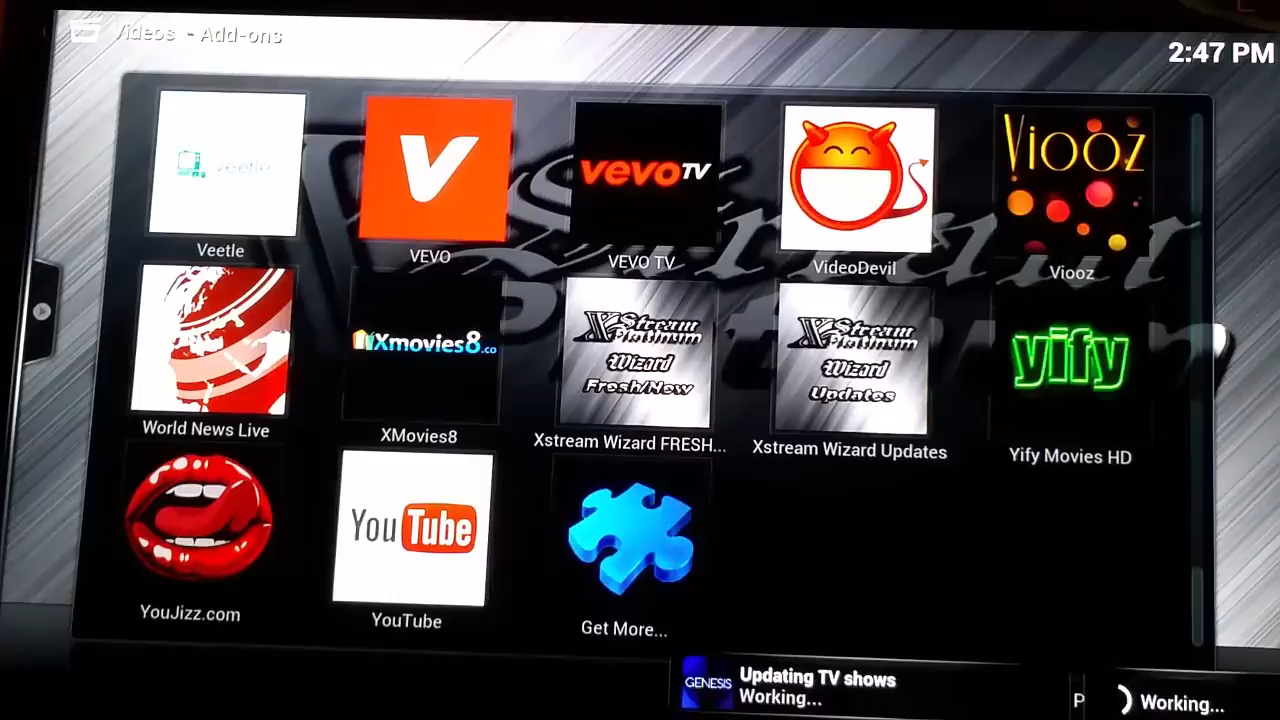 Videos - Add-ons
2:47 PM
veetle
V
vevo TV
Viooz
Veetle
VEVO
VEVO TV
VideoDevil
Viooz
Xmovies8.co
XStream
Platinum
Wizard
Fresh/New
XStream
Platinum
Wizard
Updates
yify
World News Live
XMovies8
Xstream Wizard FRESH...
Xstream Wizard Updates
Yify Movies HD
You Tube
YouJizz.com
YouTube
Get More...
GENESIS
Updating TV shows
Working...
P
Working...